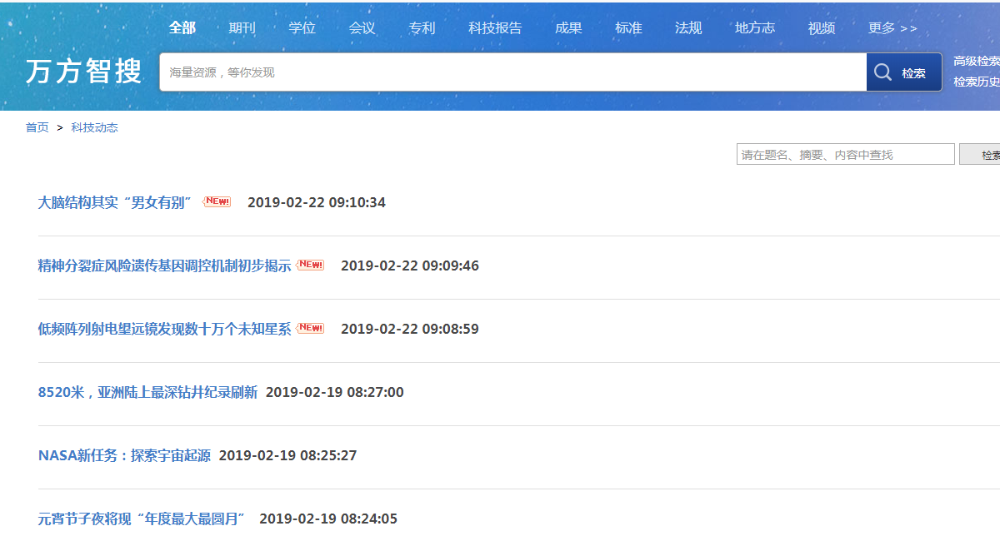 全部 期刊 学位 会议 专利 科技报告 成果 标准 法规 地方志 视频 更多 >>
万方智搜 海量资源，等你发现 检索
高级检索
检索历史
首页 > 科技动态
请在题名、摘要、内容中查找 检索
大脑结构其实“男女有别” NEW! 2019-02-22 09:10:34
精神分裂症风险遗传基因调控机制初步揭示 NEW! 2019-02-22 09:09:46
低频阵列射电望远镜发现数十万个未知星系 NEW! 2019-02-22 09:08:59
8520米，亚洲陆上最深钻井纪录刷新 2019-02-19 08:27:00
NASA新任务：探索宇宙起源 2019-02-19 08:25:27
元宵节子夜将现“年度最大最圆月” 2019-02-19 08:24:05